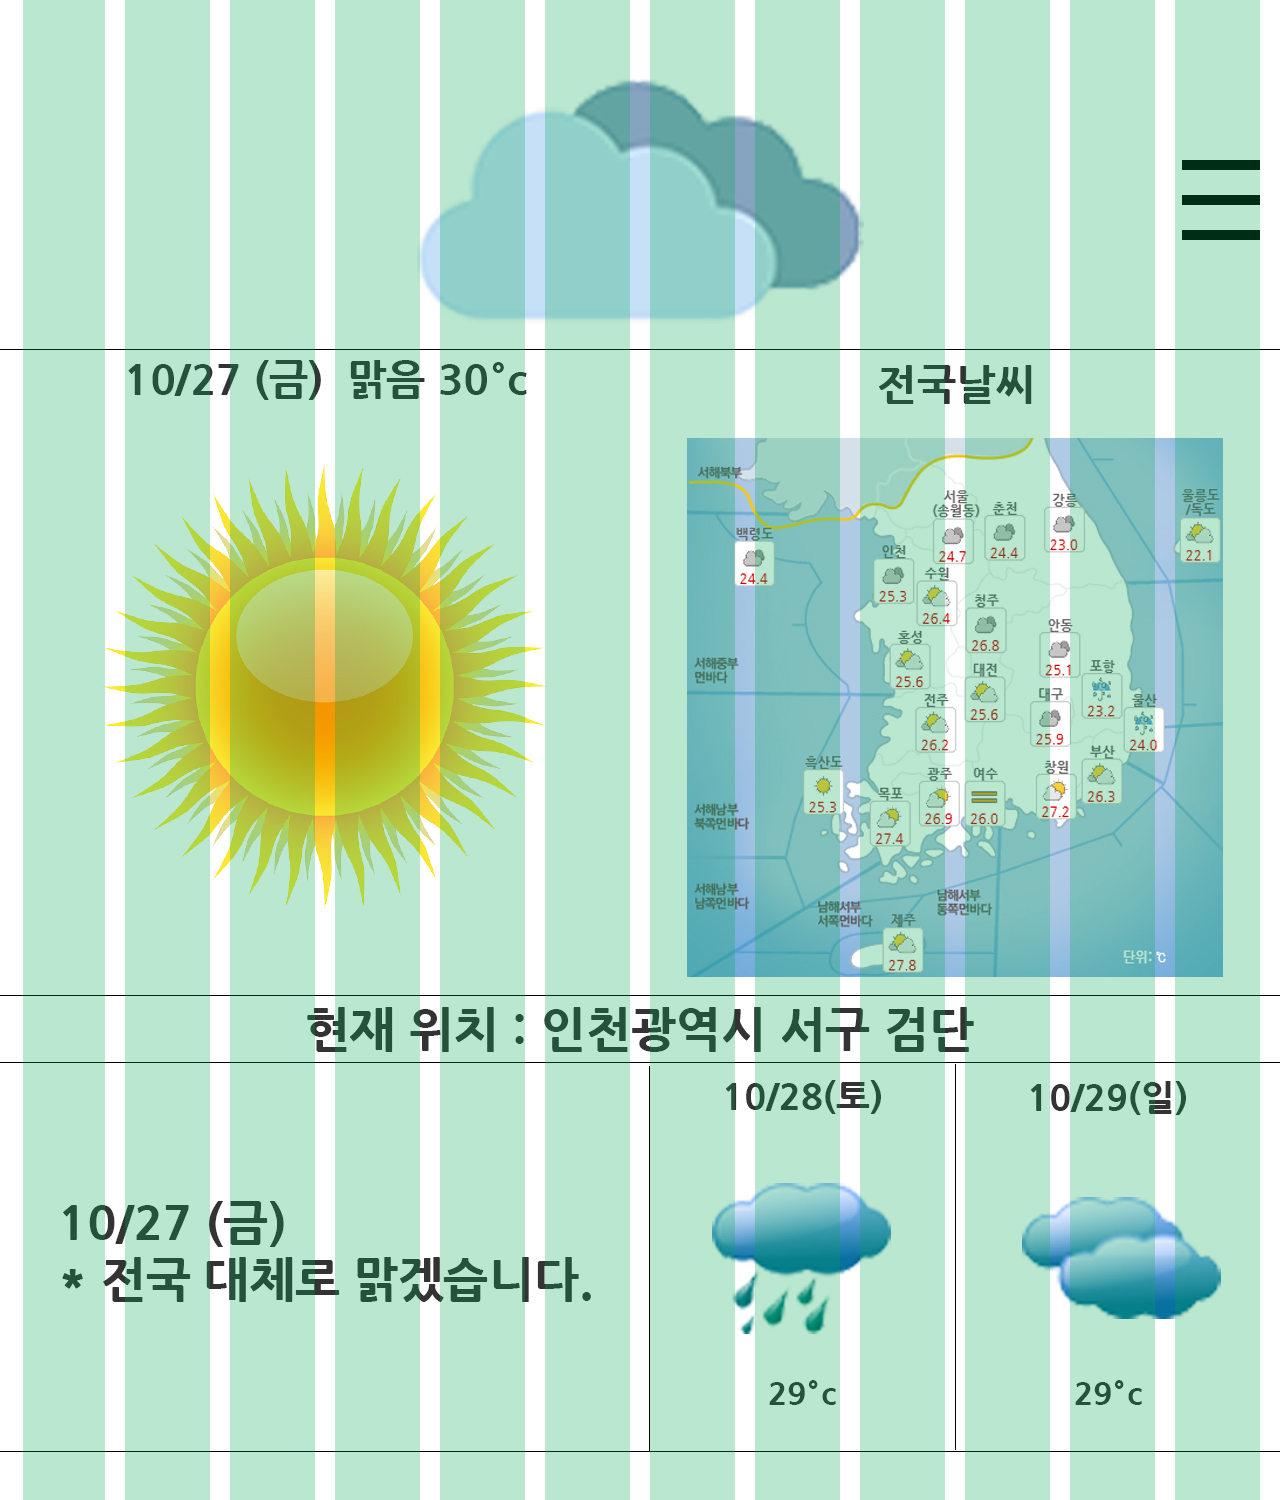 10/27 (금) 맑음 30°c
전국날씨
서해북부
백령도
24.4
서울
(송월동)
24.7
춘천
24.4
강릉
23.0
울릉도
/독도
22.1
인천
25.3
수원
26.4
청주
26.8
안동
25.1
홍성
25.6
서해중부
먼바다
대전
25.6
포항
23.2
대구
25.9
울산
24.0
전주
26.2
흑산도
25.3
부산
26.3
광주
26.9
여수
26.0
창원
27.2
목포
27.4
서해남부
북쪽먼바다
서해남부
남쪽먼바다
남해서부
서쪽먼바다
남해서부
동쪽먼바다
제주
27.8
단위:℃
현재 위치 : 인천광역시 서구 검단
10/27 (금)
* 전국 대체로 맑겠습니다.
10/28(토)
29°c
10/29(일)
29°c